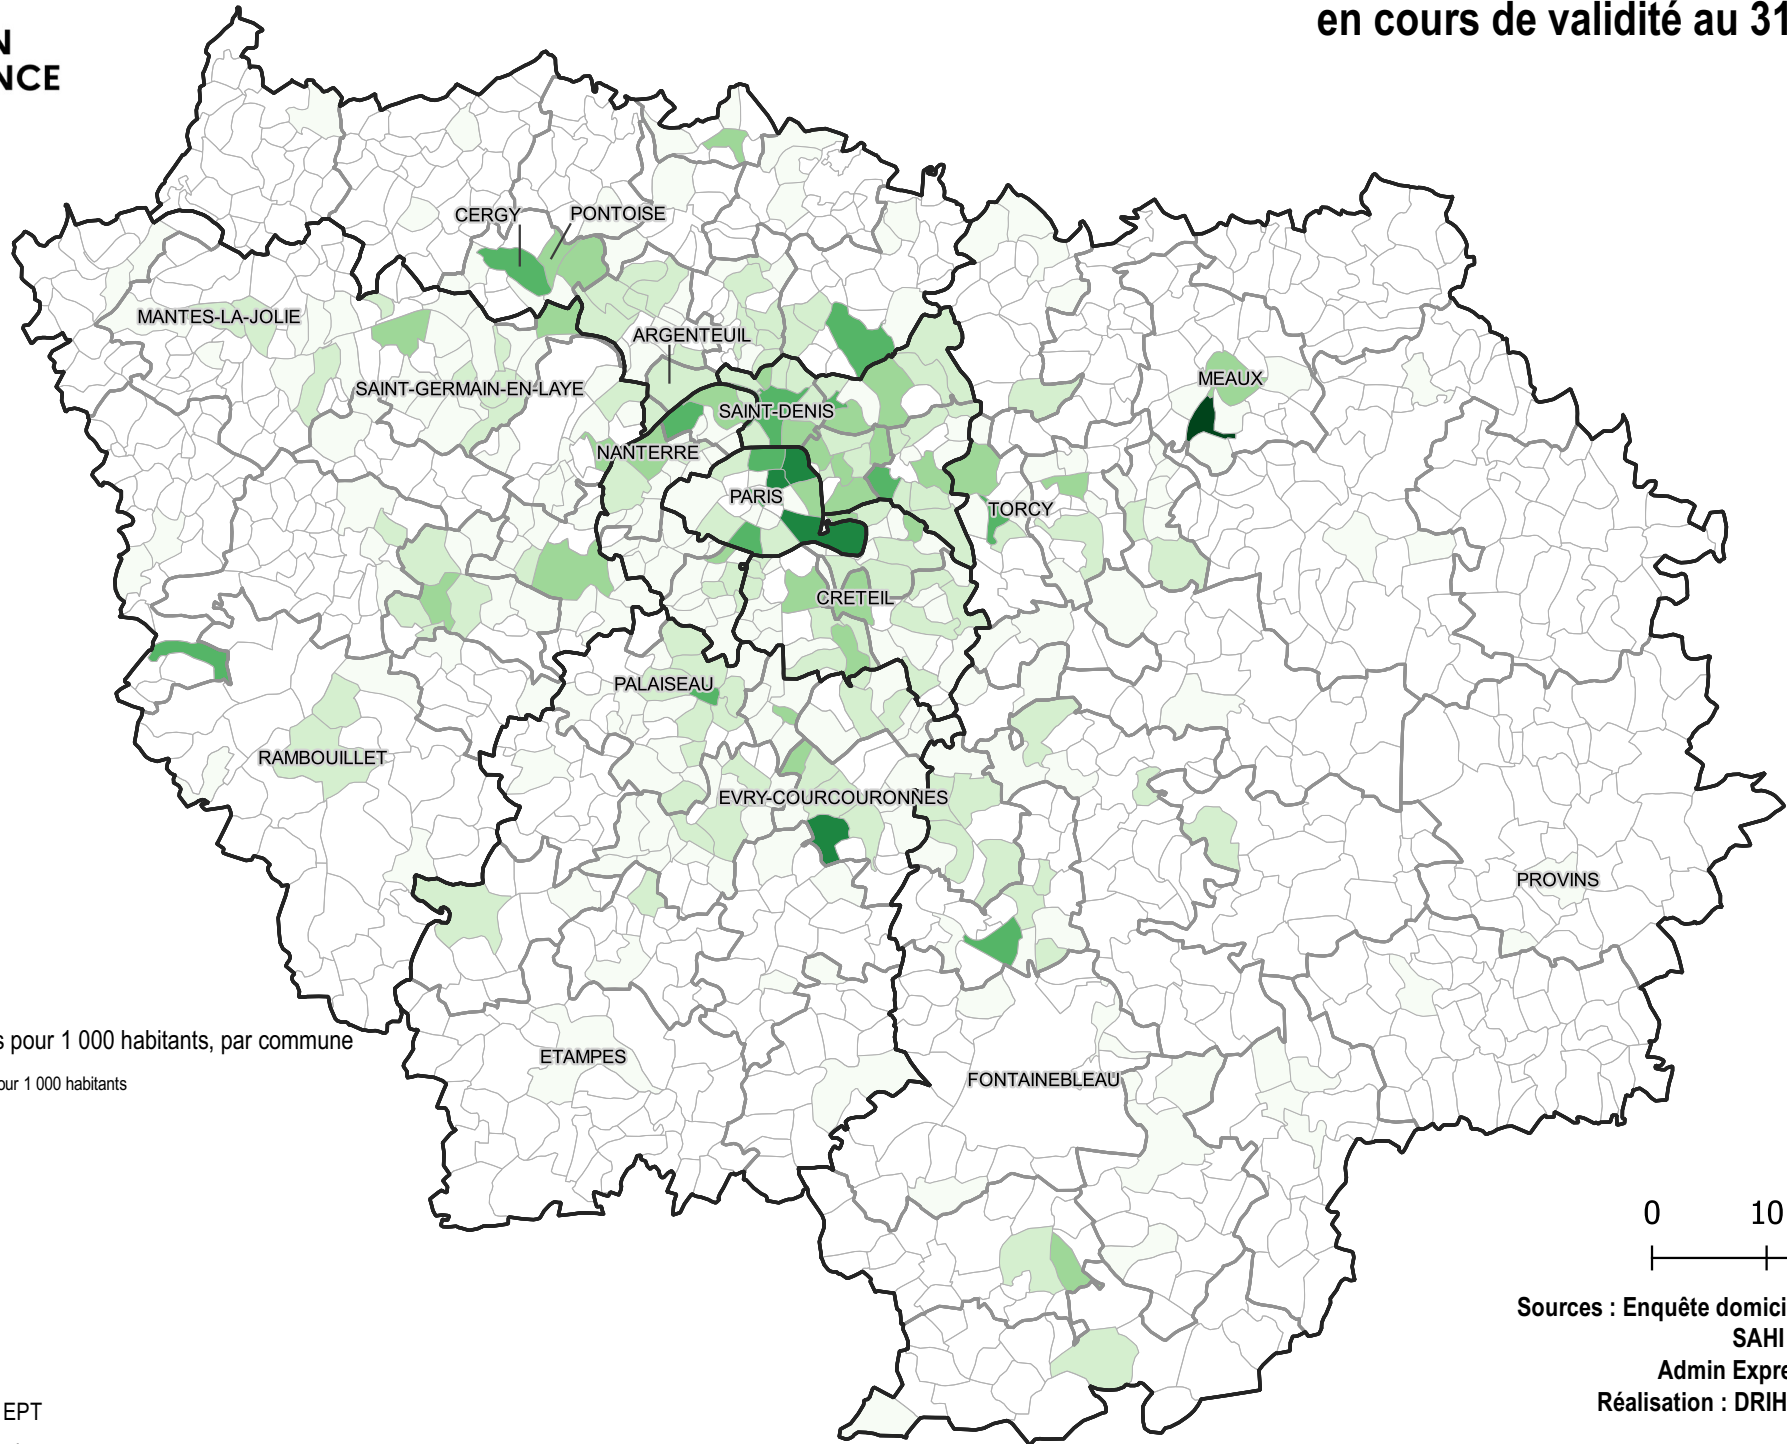 en cours de validité au 31
N
NCE
CERGY
PONTOISE
MANTES-LA-JOLIE
ARGENTEUIL
SAINT-GERMAIN-EN-LAYE
MEAUX
SAINT-DENIS
NANTERRE
PARIS
TORCY
CRETEIL
PALAISEAU
RAMBOUILLET
EVRY-COURCOURONNES
PROVINS
s pour 1 000 habitants, par commune
ETAMPES
our 1 000 habitants
FONTAINEBLEAU
0 10
Sources : Enquête domici
SAHI
Admin Expre
Réalisation : DRIH
EPT